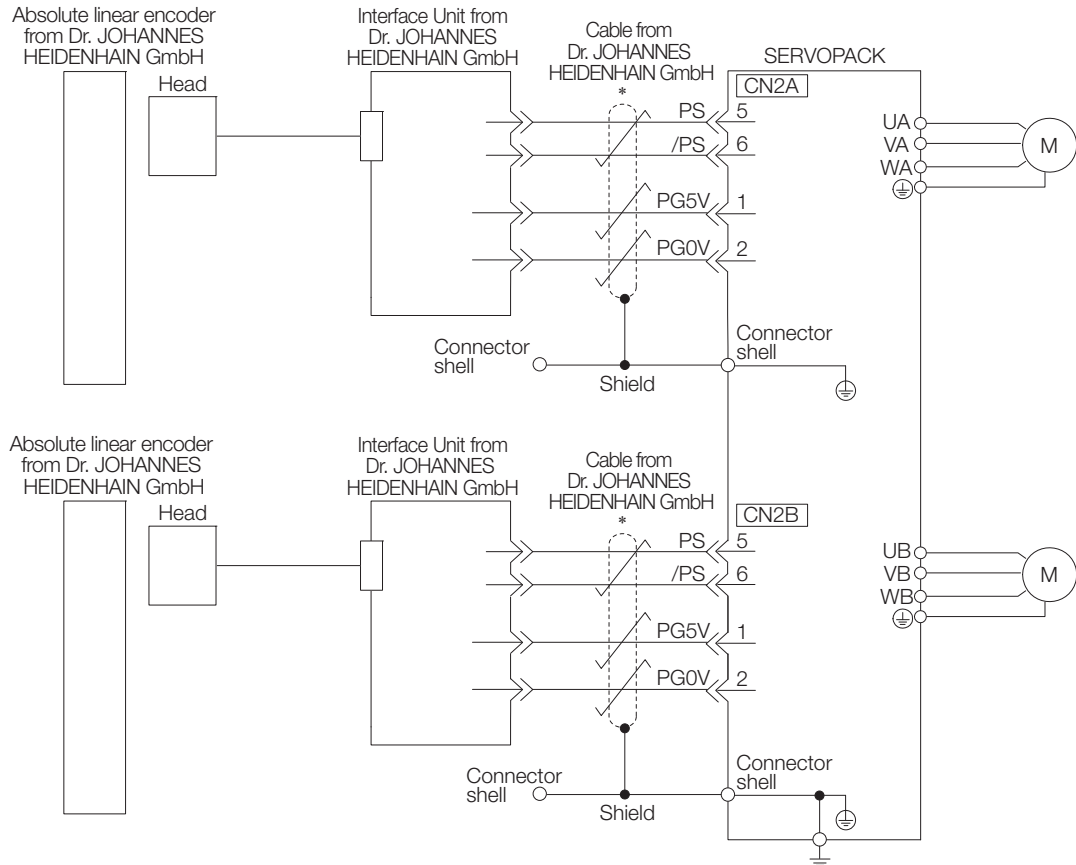 Absolute linear encoder
from Dr. JOHANNES
HEIDENHAIN GmbH
Head
Interface Unit from
Dr. JOHANNES
HEIDENHAIN GmbH
Cable from
Dr. JOHANNES
HEIDENHAIN GmbH
*
SERVOPACK
CN2A
PS 5
/PS 6
PG5V 1
PG0V 2
UA
VA
WA
M
Connector
shell
Shield
Connector
shell
Absolute linear encoder
from Dr. JOHANNES
HEIDENHAIN GmbH
Head
Interface Unit from
Dr. JOHANNES
HEIDENHAIN GmbH
Cable from
Dr. JOHANNES
HEIDENHAIN GmbH
*
CN2B
PS 5
/PS 6
PG5V 1
PG0V 2
UB
VB
WB
M
Connector
shell
Shield
Connector
shell